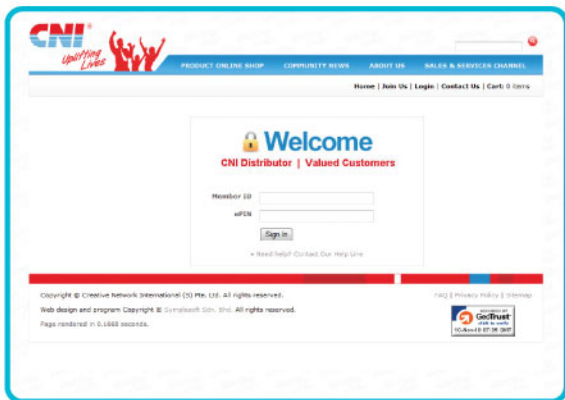 CNI®
Uplifting
Lives
PRODUCT ONLINE SHOP COMMUNITY NEWS ABOUT US SALES & SERVICES CHANNEL
Home | Join Us | Login | Contact Us | Cart: 0 items
Welcome
CNI Distributor | Valued Customers
Member ID
ePIN
Sign In
Need help? Contact Our Help Line
Copyright © Creative Network International (S) Pte. Ltd. All rights reserved.
FAQ | Privacy Policy | Sitemap
Web design and program Copyright © Symplesoft Sdn. Bhd. All rights reserved.
Page rendered in 0.1668 seconds.
GeoTrust
click to verify